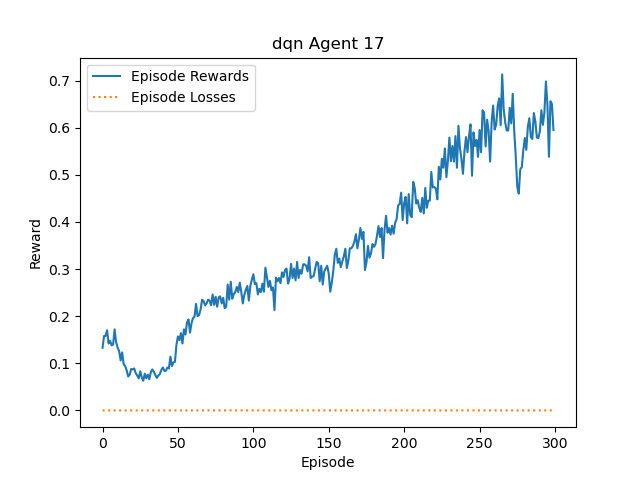 dqn Agent 17
Episode Rewards
Episode Losses
Reward
0.7
0.6
0.5
0.4
0.3
0.2
0.1
0.0
0 50 100 150 200 250 300
Episode